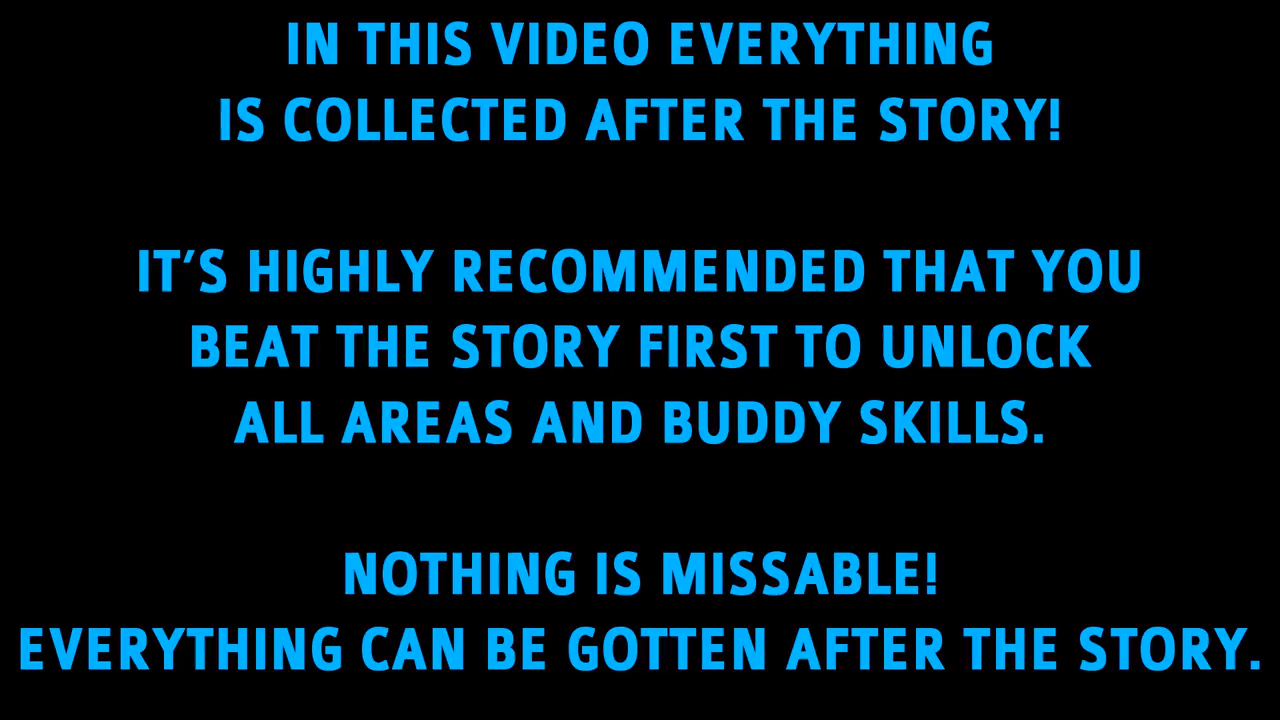 IN THIS VIDEO EVERYTHING
IS COLLECTED AFTER THE STORY!
IT'S HIGHLY RECOMMENDED THAT YOU
BEAT THE STORY FIRST TO UNLOCK
ALL AREAS AND BUDDY SKILLS.
NOTHING IS MISSABLE!
EVERYTHING CAN BE GOTTEN AFTER THE STORY.